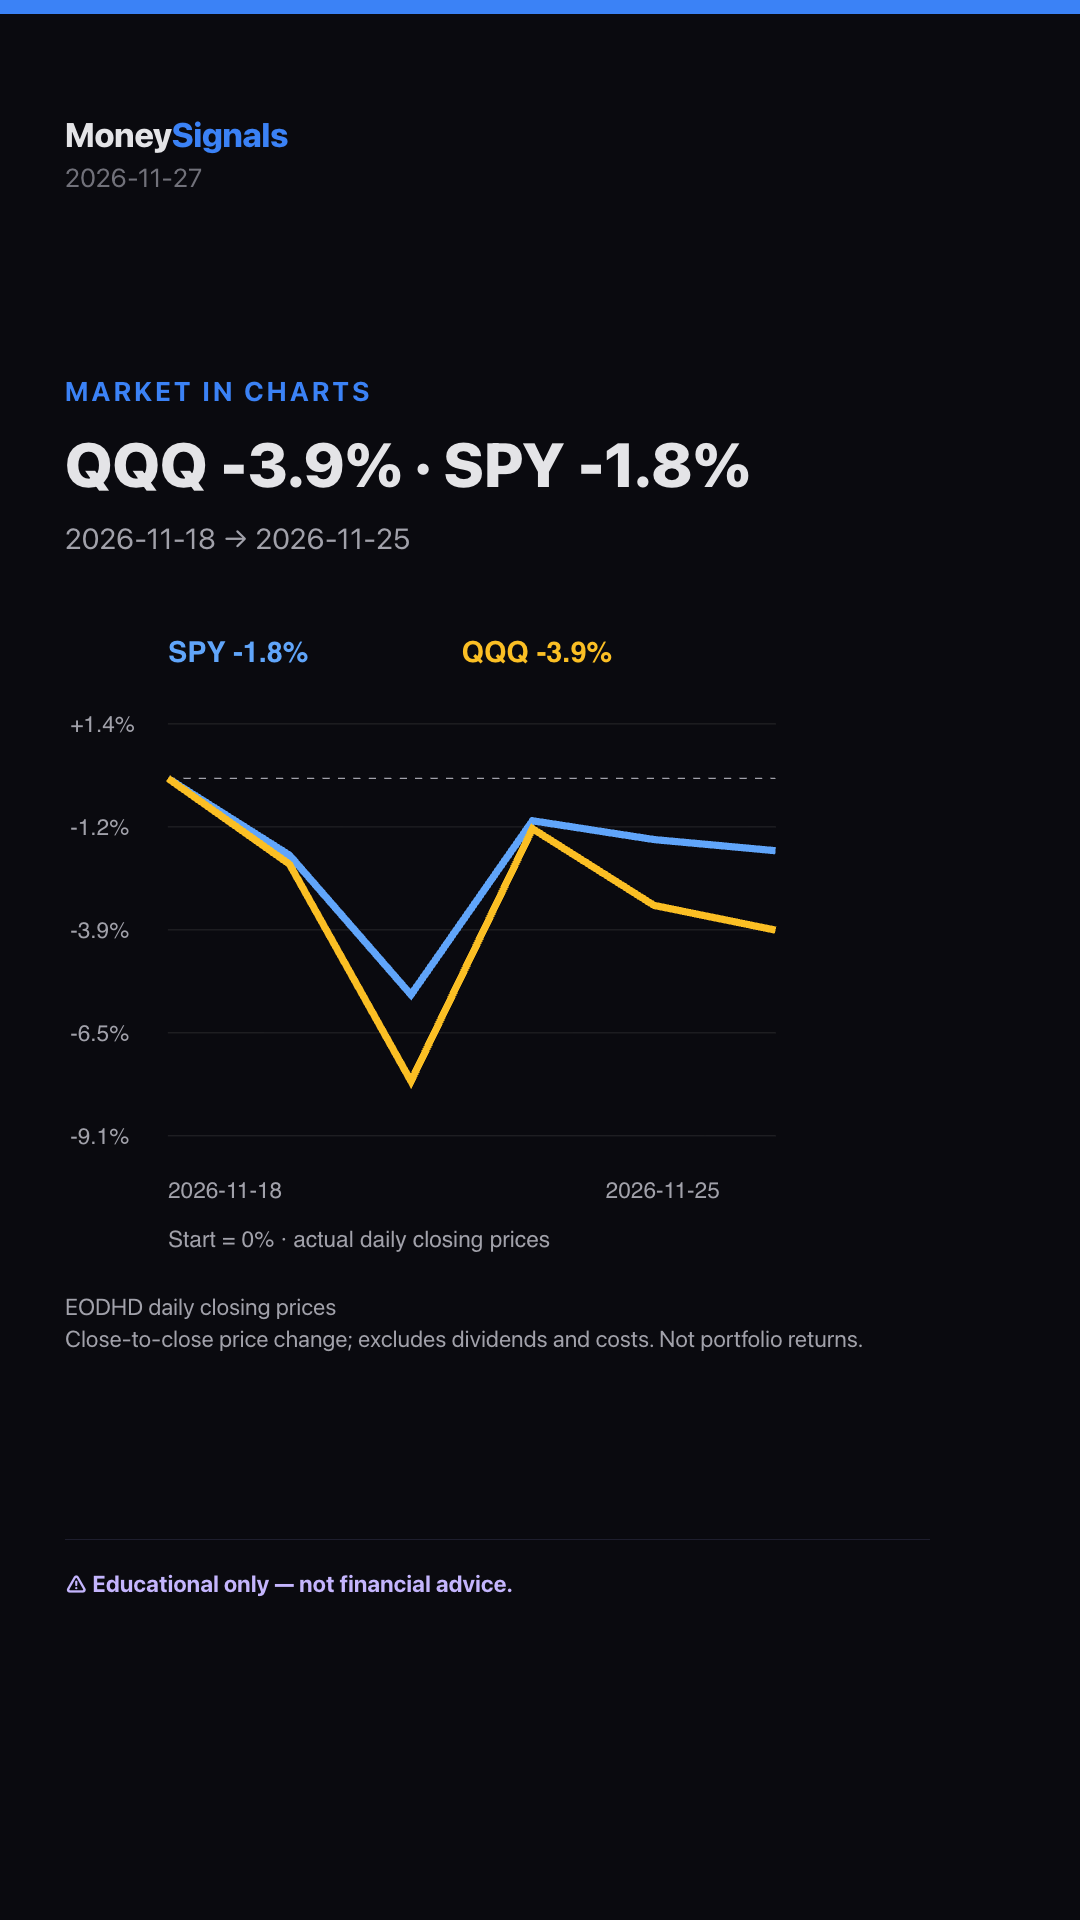 MoneySignals
2026-11-27
MARKET IN CHARTS
QQQ -3.9% · SPY -1.8%
2026-11-18 → 2026-11-25
SPY -1.8% QQQ -3.9%
+1.4%
-1.2%
-3.9%
-6.5%
-9.1%
2026-11-18 2026-11-25
Start = 0% · actual daily closing prices
EODHD daily closing prices
Close-to-close price change; excludes dividends and costs. Not portfolio returns.
⚠ Educational only — not financial advice.